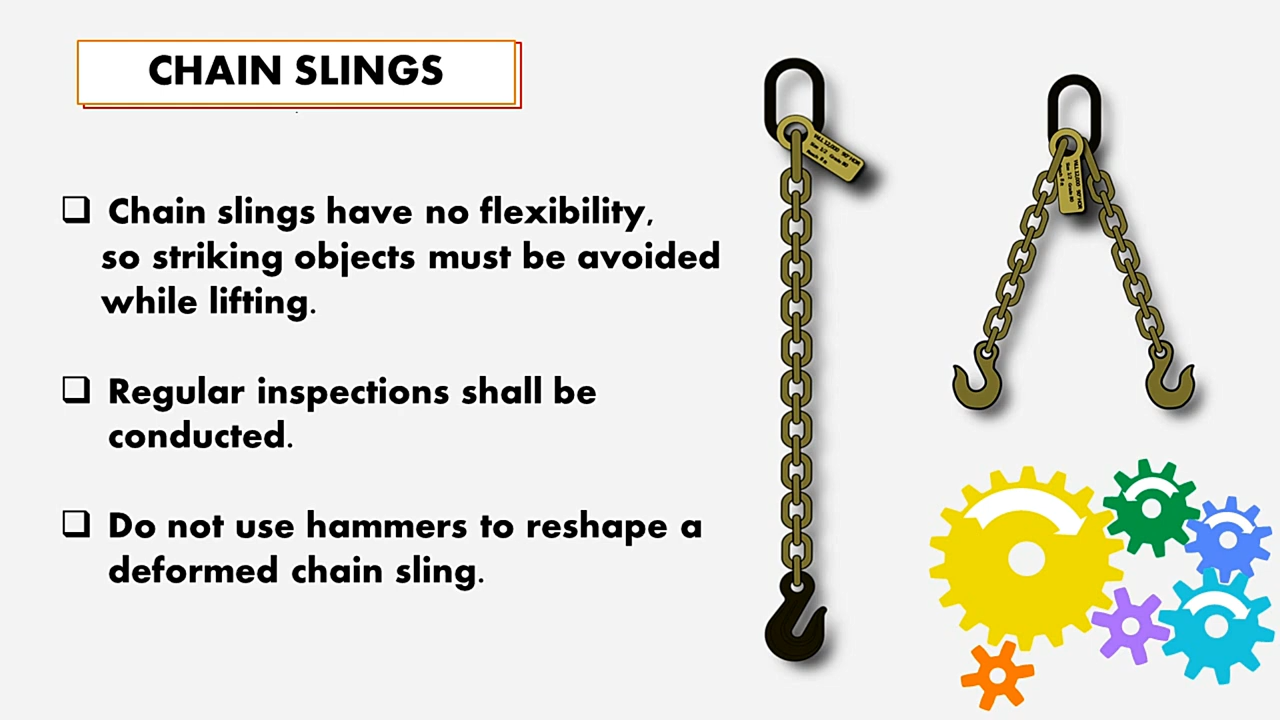 CHAIN SLINGS
Chain slings have no flexibility,
so striking objects must be avoided
while lifting.
Regular inspections shall be
conducted.
Do not use hammers to reshape a
deformed chain sling.